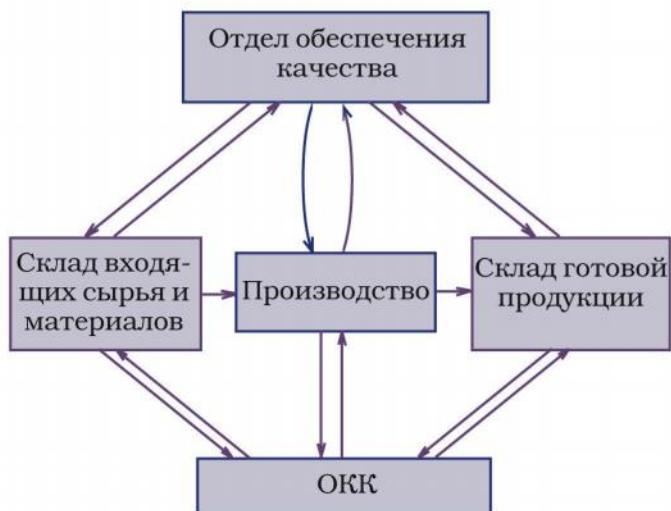 Отдел обеспечения
качества
Склад входя-
щих сырья и
материалов
Производство
Склад готовой
продукции
ОКК